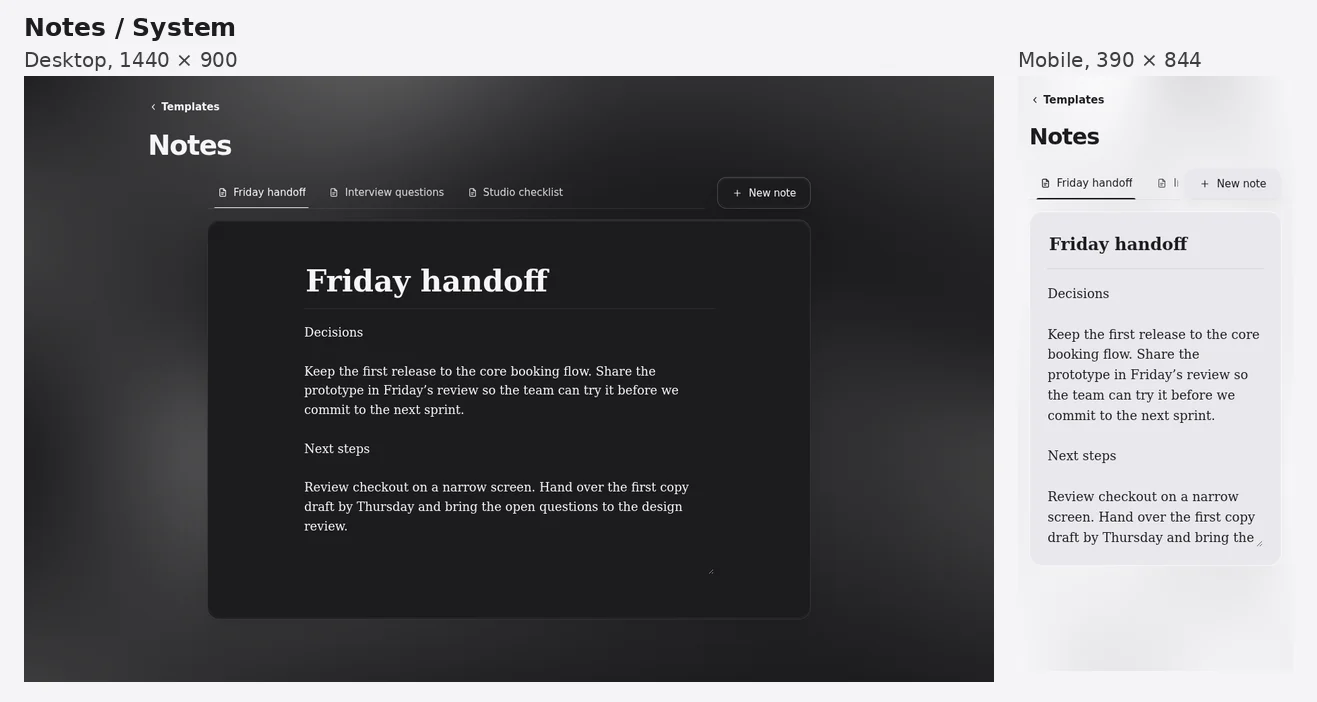 Notes / System
Desktop, 1440 × 900
Templates
Notes
Friday handoff
Interview questions
Studio checklist
+ New note
Friday handoff
Decisions
Keep the first release to the core booking flow. Share the
prototype in Friday’s review so the team can try it before we
commit to the next sprint.
Next steps
Review checkout on a narrow screen. Hand over the first copy
draft by Thursday and bring the open questions to the design
review.
Mobile, 390 × 844
Templates
Notes
Friday handoff
+ New note
Friday handoff
Decisions
Keep the first release to the core
booking flow. Share the
prototype in Friday’s review so
the team can try it before we
commit to the next sprint.
Next steps
Review checkout on a narrow
screen. Hand over the first copy
draft by Thursday and bring the